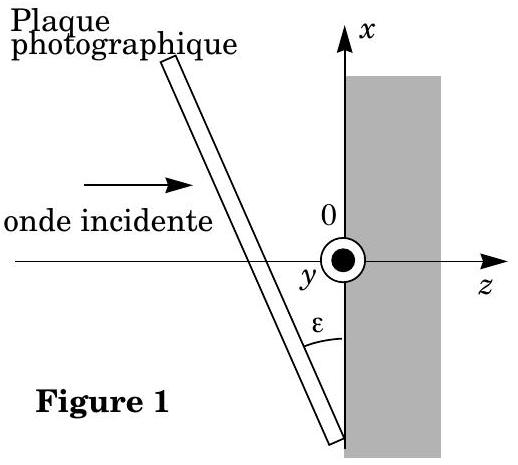 Plaque
photographique
x
onde incidente
0
y
z
ε
Figure 1